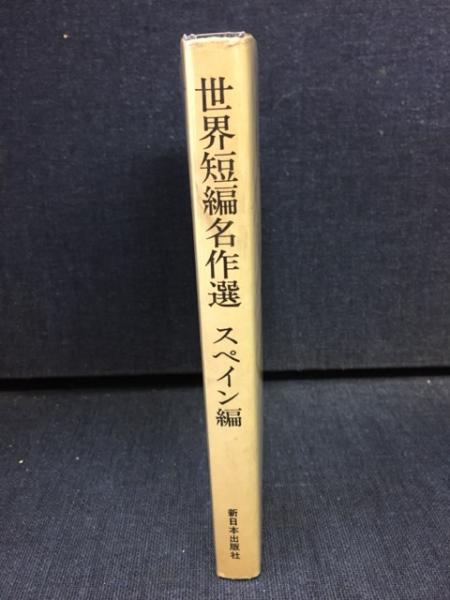 世界短編名作選 スペイン編
新日本出版社